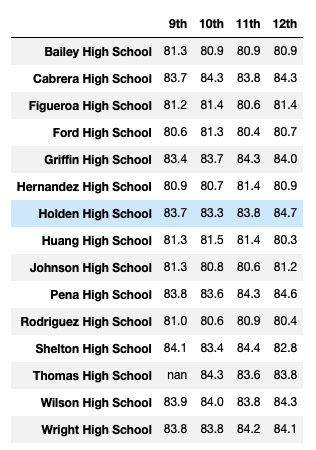 9th 10th 11th 12th
Bailey High School 81.3 80.9 80.9 80.9
Cabrera High School 83.7 84.3 83.8 84.3
Figueroa High School 81.2 81.4 80.6 81.4
Ford High School 80.6 81.3 80.4 80.7
Griffin High School 83.4 83.7 84.3 84.0
Hernandez High School 80.9 80.7 81.4 80.9
Holden High School 83.7 83.3 83.8 84.7
Huang High School 81.3 81.5 81.4 80.3
Johnson High School 81.3 80.8 80.6 81.2
Pena High School 83.8 83.6 84.3 84.6
Rodriguez High School 81.0 80.6 80.9 80.4
Shelton High School 84.1 83.4 84.4 82.8
Thomas High School nan 84.3 83.6 83.8
Wilson High School 83.9 84.0 83.8 84.3
Wright High School 83.8 83.8 84.2 84.1